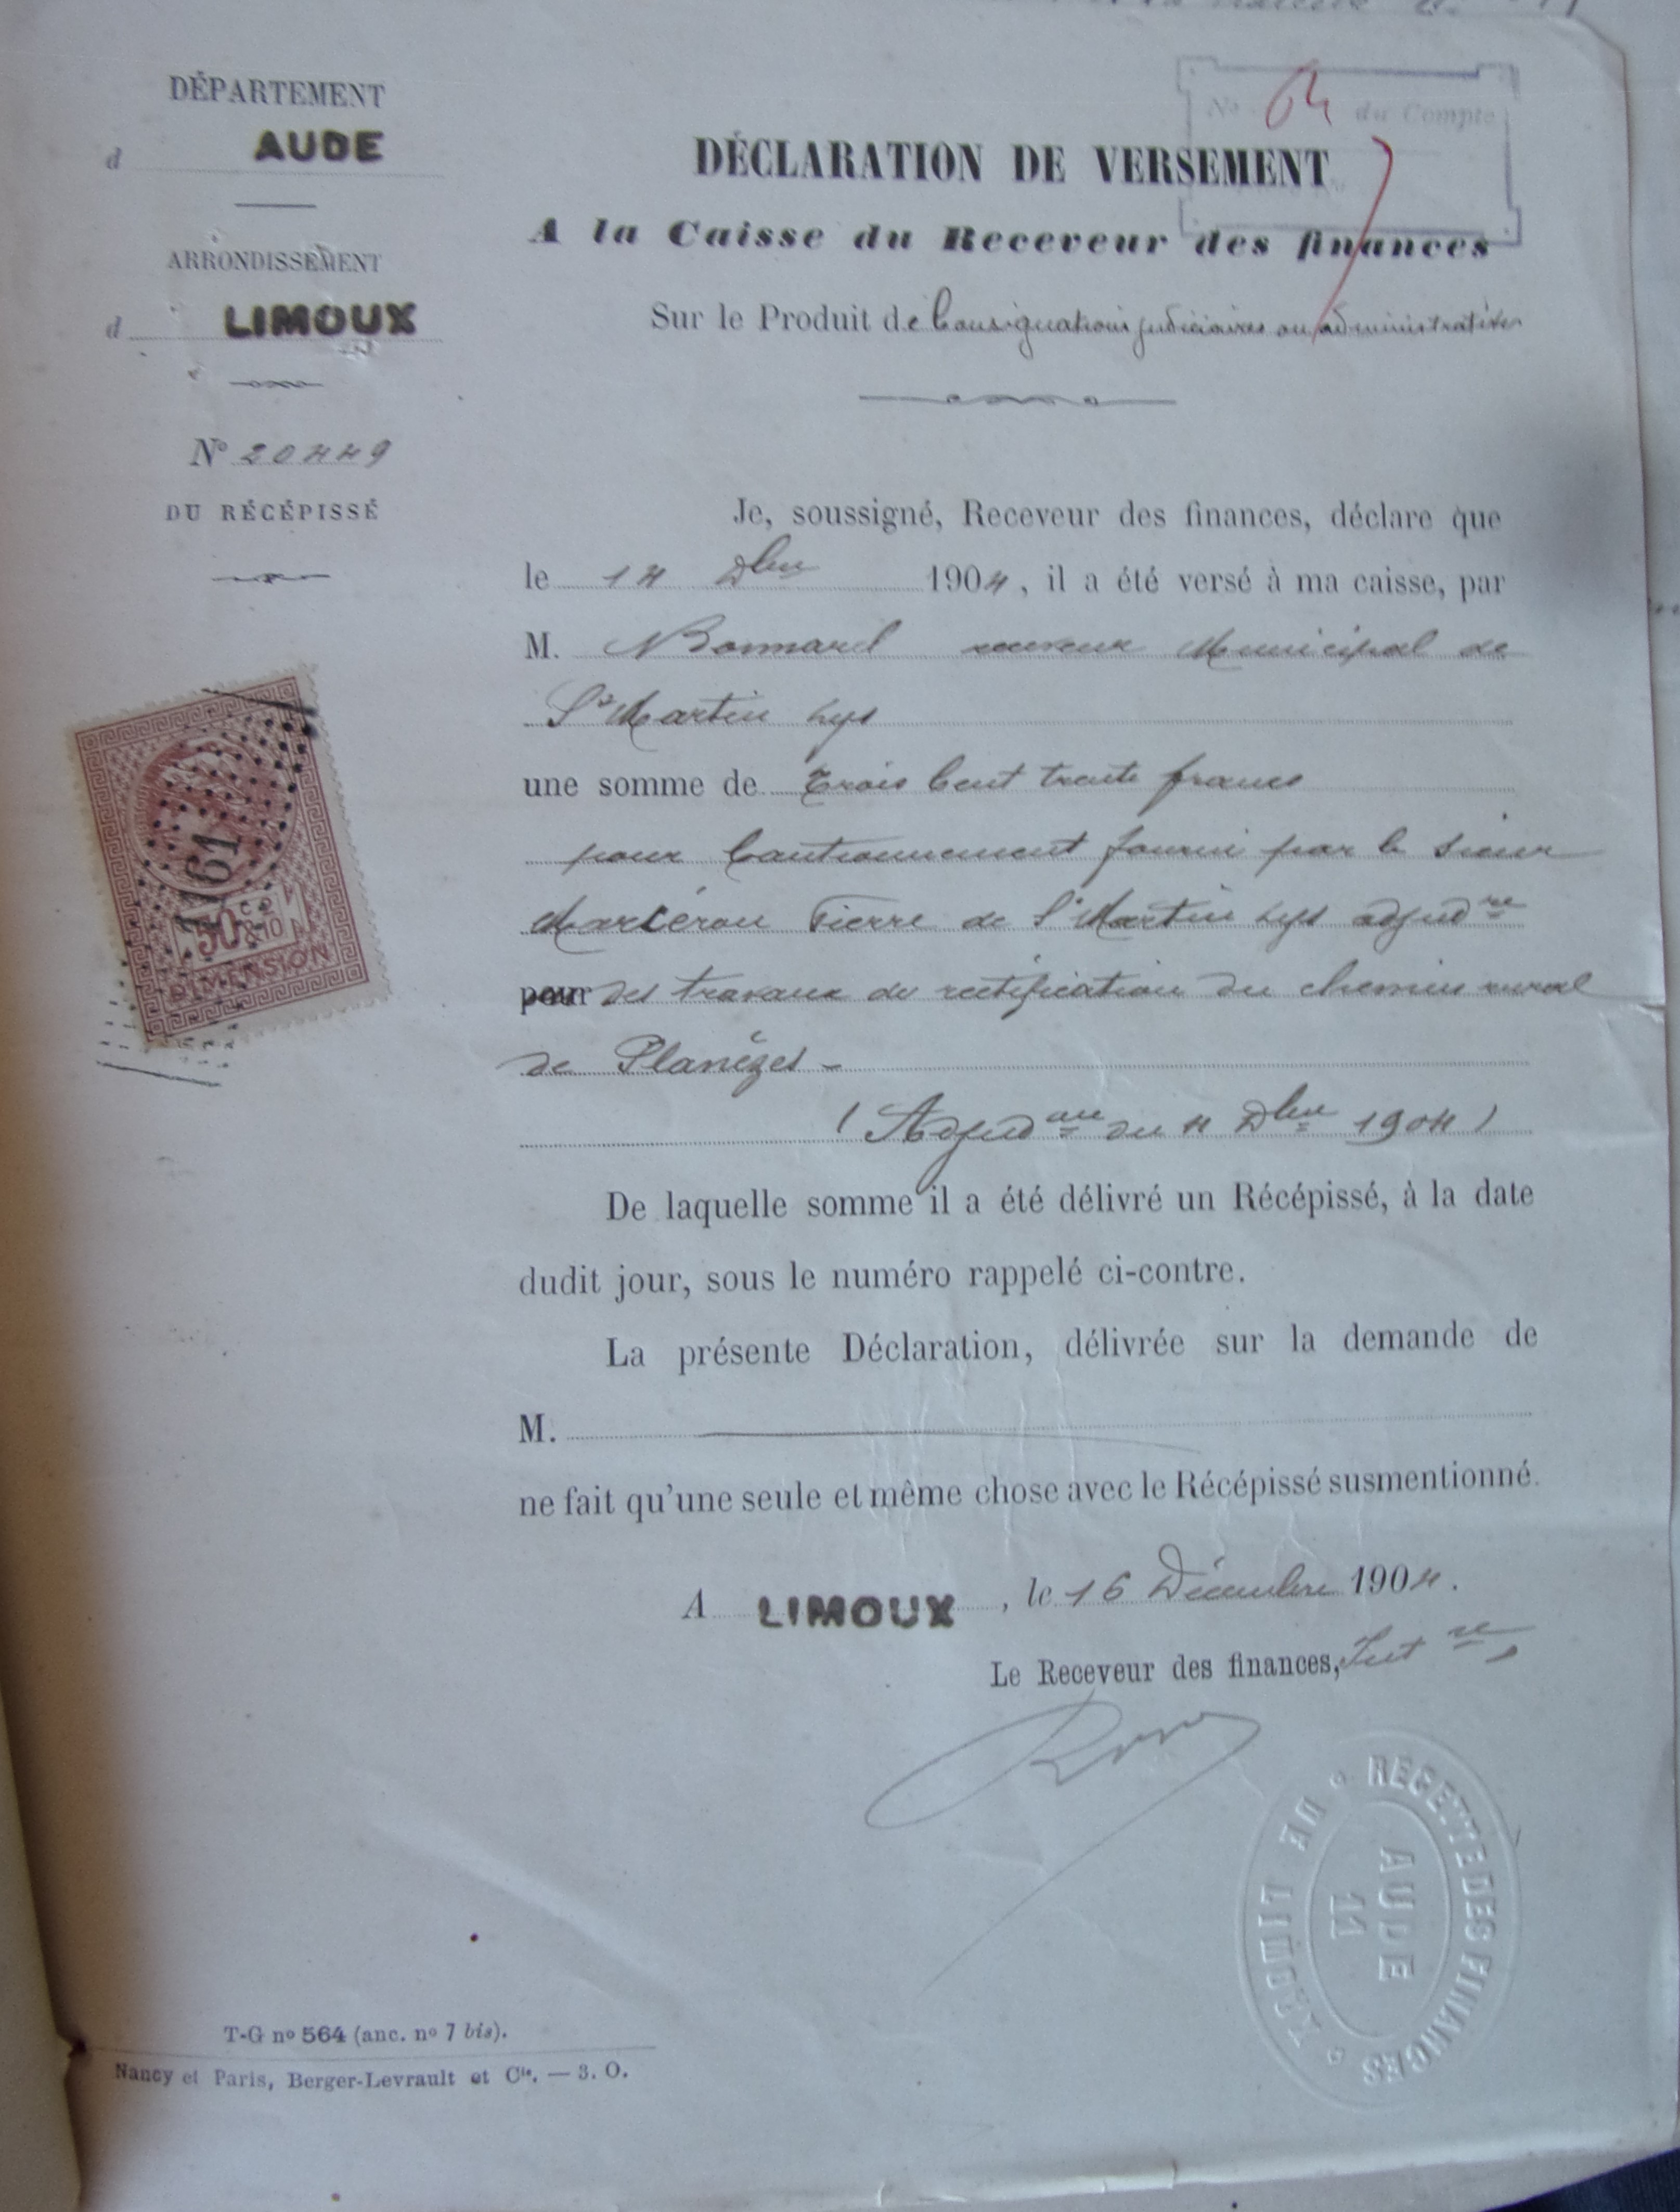 DÉPARTEMENT
d AUDE
ARRONDISSEMENT
d LIMOUX
N° 20449
DU RÉCÉPISSÉ
N° 64 du Compte
DÉCLARATION DE VERSEMENT
A la Caisse du Receveur des finances
Sur le Produit de Consignations judiciaires ou administratives
Je, soussigné, Receveur des finances, déclare que
le 14 Xbre 1904, il a été versé à ma caisse, par
M. Bonnard receveur Municipal de
St Martin Lys
une somme de Trois Cent trente francs
pour Cautionnement fourni par le sieur
Marcérou Pierre de St Martin Lys adjudre
pour des travaux de rectification du chemin rural
de Planèzes -
(Adjudon du 4 Xbre 1904)
De laquelle somme il a été délivré un Récépissé, à la date
dudit jour, sous le numéro rappelé ci-contre.
La présente Déclaration, délivrée sur la demande de
M.
ne fait qu'une seule et même chose avec le Récépissé susmentionné.
A LIMOUX, le 16 Décembre 1904.
Le Receveur des finances,
1161
50c & 2/10
DIMENSION
RECETTE DES FINANCES
DE LIMOUX
AUDE
11
T-G n° 564 (anc. n° 7 bis).
Nancy et Paris, Berger-Levrault et Cie. — 3. O.